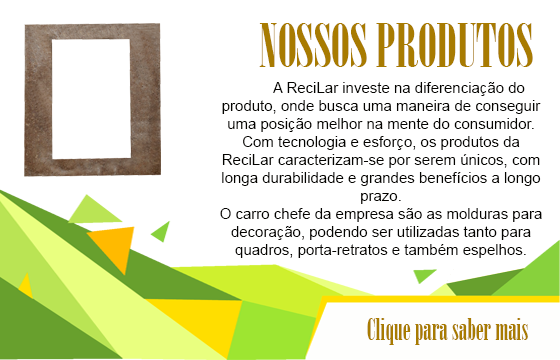 NOSSOS PRODUTOS
A ReciLar investe na diferenciação do
produto, onde busca uma maneira de conseguir
uma posição melhor na mente do consumidor.
Com tecnologia e esforço, os produtos da
ReciLar caracterizam-se por serem únicos, com
longa durabilidade e grandes benefícios a longo
prazo.
O carro chefe da empresa são as molduras para
decoração, podendo ser utilizadas tanto para
quadros, porta-retratos e também espelhos.
Clique para saber mais